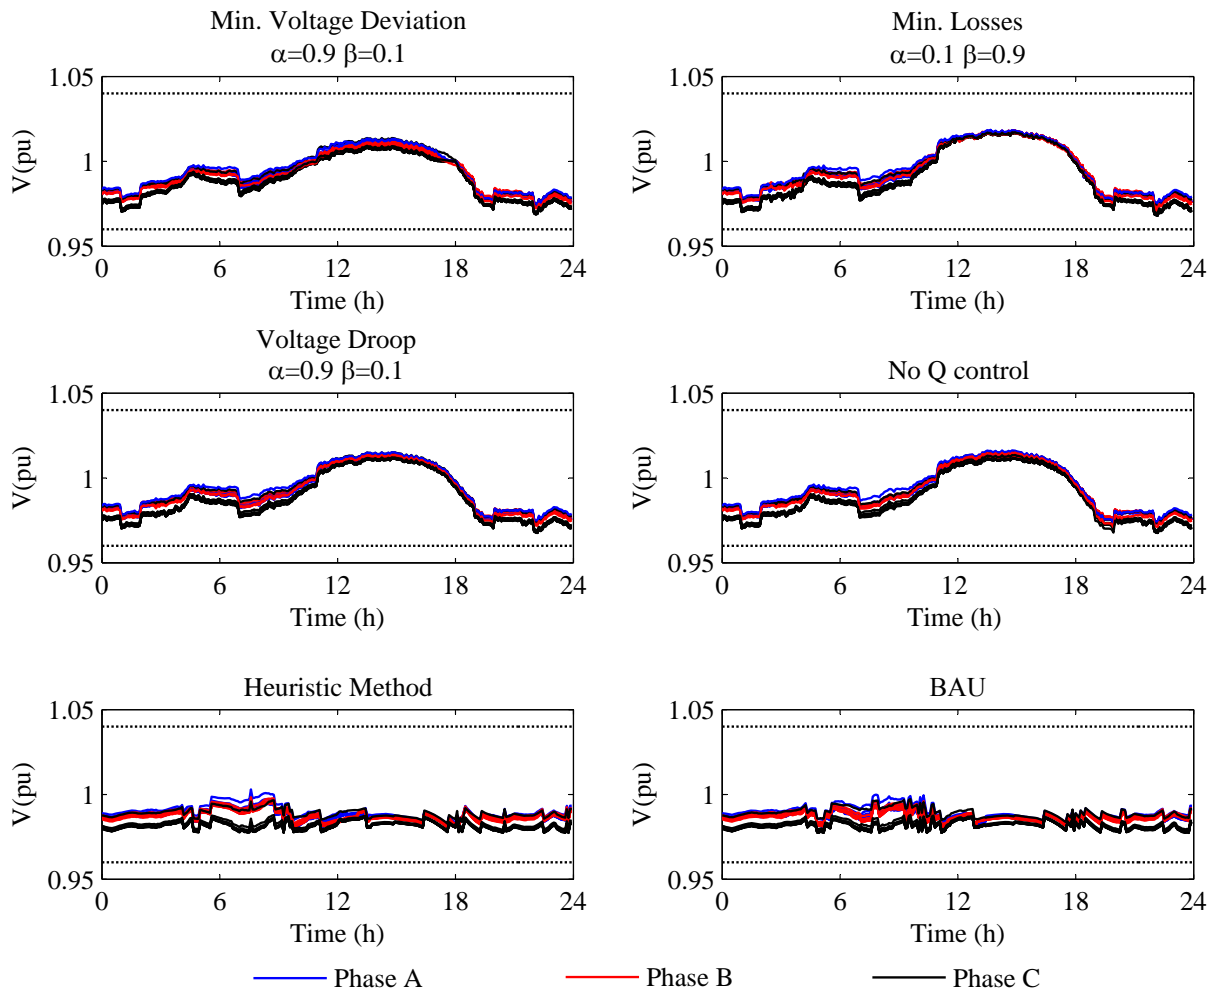 Min. Voltage Deviation
α=0.9 β=0.1
1.05
1
0.95
V(pu)
0
6
12
18
24
Time (h)
Min. Losses
α=0.1 β=0.9
1.05
1
0.95
V(pu)
0
6
12
18
24
Time (h)
Voltage Droop
α=0.9 β=0.1
1.05
1
0.95
V(pu)
0
6
12
18
24
Time (h)
No Q control
1.05
1
0.95
V(pu)
0
6
12
18
24
Time (h)
Heuristic Method
1.05
1
0.95
V(pu)
0
6
12
18
24
Time (h)
BAU
1.05
1
0.95
V(pu)
0
6
12
18
24
Time (h)
Phase A
Phase B
Phase C